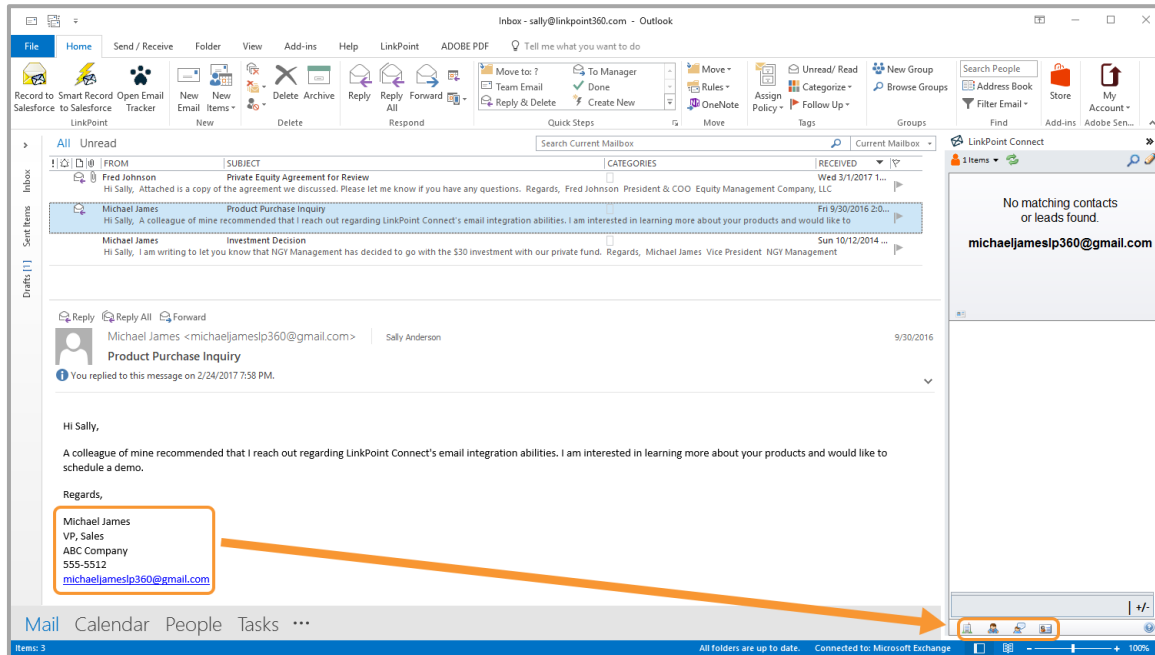 Inbox - sally@linkpoint360.com - Outlook
File Home Send / Receive Folder View Add-ins Help LinkPoint ADOBE PDF Tell me what you want to do
Record to Salesforce
Smart Record to Salesforce
Open Email Tracker
LinkPoint
New Email
New Items
New
Delete
Archive
Delete
Reply
Reply All
Forward
Respond
Move to: ?
Team Email
Reply & Delete
To Manager
Done
Create New
Quick Steps
Move
Rules
OneNote
Move
Assign Policy
Unread/ Read
Categorize
Follow Up
Tags
New Group
Browse Groups
Groups
Search People
Address Book
Filter Email
Find
Store
Add-ins
My Account
Adobe Sen...
All Unread
Search Current Mailbox
Current Mailbox
FROM SUBJECT CATEGORIES RECEIVED
Fred Johnson Private Equity Agreement for Review Wed 3/1/2017 1...
Hi Sally, Attached is a copy of the agreement we discussed. Please let me know if you have any questions. Regards, Fred Johnson President & COO Equity Management Company, LLC
Michael James Product Purchase Inquiry Fri 9/30/2016 2:0...
Hi Sally, A colleague of mine recommended that I reach out regarding LinkPoint Connect's email integration abilities. I am interested in learning more about your products and would like to
Michael James Investment Decision Sun 10/12/2014 ...
Hi Sally, I am writing to let you know that NGY Management has decided to go with the $30 investment with our private fund. Regards, Michael James Vice President NGY Management
Inbox
Sent Items
Drafts [1]
Reply Reply All Forward
Michael James <michaeljameslp360@gmail.com> Sally Anderson 9/30/2016
Product Purchase Inquiry
You replied to this message on 2/24/2017 7:58 PM.
Hi Sally,
A colleague of mine recommended that I reach out regarding LinkPoint Connect's email integration abilities. I am interested in learning more about your products and would like to
schedule a demo.
Regards,
Michael James
VP, Sales
ABC Company
555-5512
michaeljameslp360@gmail.com
LinkPoint Connect
1 Items
No matching contacts
or leads found.
michaeljameslp360@gmail.com
+/-
Mail Calendar People Tasks ...
Items: 3 All folders are up to date. Connected to: Microsoft Exchange 100%